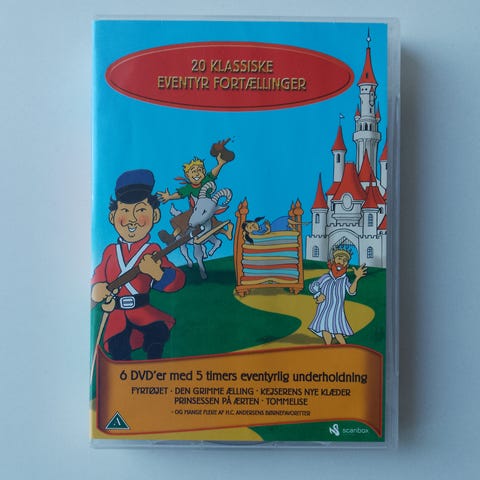 20 KLASSISKE
EVENTYR FORTÆLLINGER
6 DVD'er med 5 timers eventyrlig underholdning
FYRTØJET · DEN GRIMME ÆLLING · KEJSERENS NYE KLÆDER
PRINSESSEN PÅ ÆRTEN · TOMMELISE
- OG MANGE FLERE AF H.C. ANDERSENS BØRNEFAVORITTER
A
scanbox